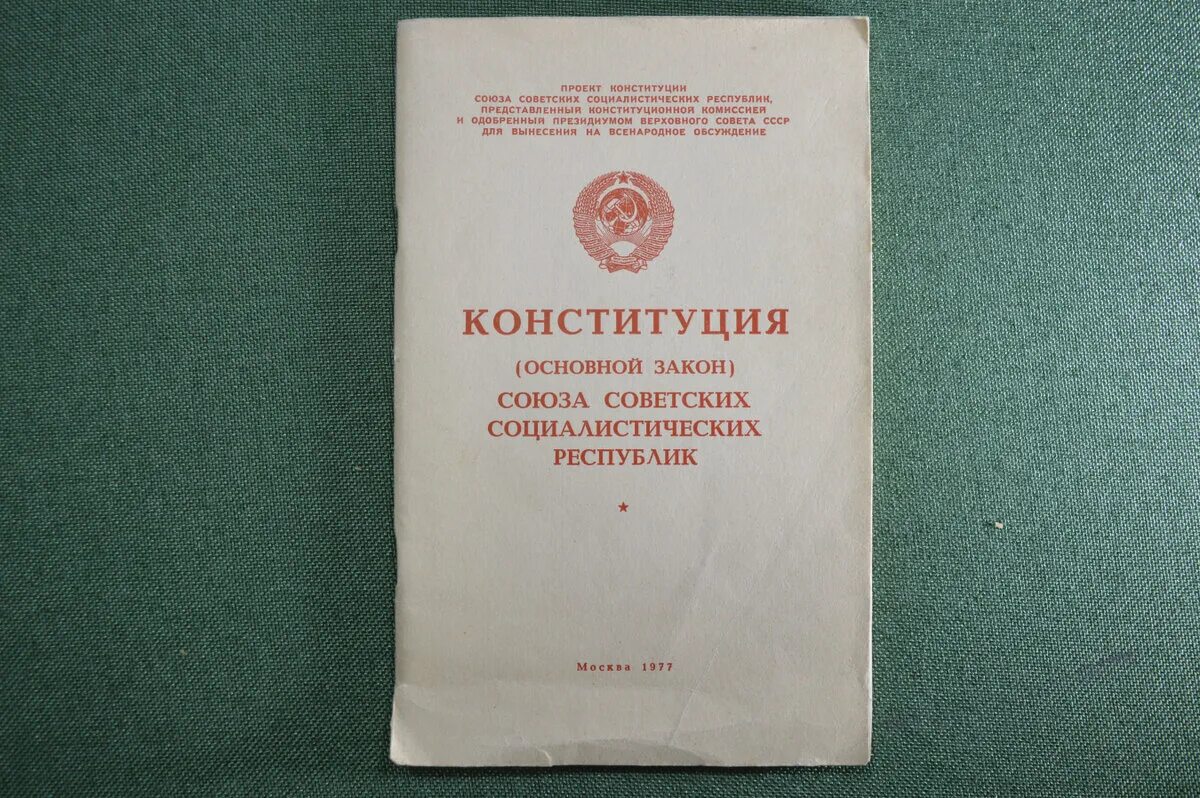 ПРОЕКТ КОНСТИТУЦИИ
СОЮЗА СОВЕТСКИХ СОЦИАЛИСТИЧЕСКИХ РЕСПУБЛИК,
ПРЕДСТАВЛЕННЫЙ КОНСТИТУЦИОННОЙ КОМИССИЕЙ
И ОДОБРЕННЫЙ ПРЕЗИДИУМОМ ВЕРХОВНОГО СОВЕТА СССР
ДЛЯ ВЫНЕСЕНИЯ НА ВСЕНАРОДНОЕ ОБСУЖДЕНИЕ
КОНСТИТУЦИЯ
(ОСНОВНОЙ ЗАКОН)
СОЮЗА СОВЕТСКИХ
СОЦИАЛИСТИЧЕСКИХ
РЕСПУБЛИК
Москва 1977